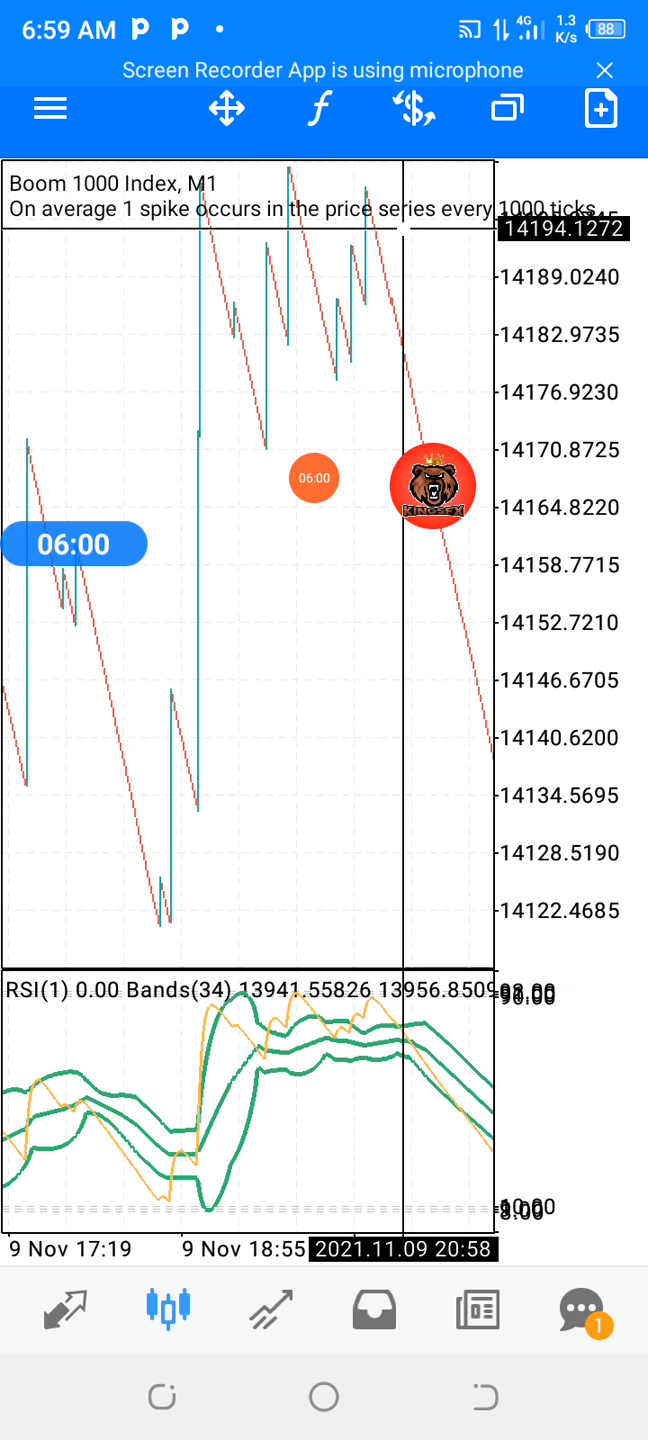 6:59 AM
4G
1.3
K/s
88
Screen Recorder App is using microphone
Boom 1000 Index, M1
On average 1 spike occurs in the price series every 1000 ticks
14194.1272
14189.0240
14182.9735
14176.9230
14170.8725
06:00
KINGSFX
14164.8220
06:00
14158.7715
14152.7210
14146.6705
14140.6200
14134.5695
14128.5190
14122.4685
RSI(1) 0.00 Bands(34) 13941.55826 13956.8509
9 Nov 17:19
9 Nov 18:55
2021.11.09 20:58
1